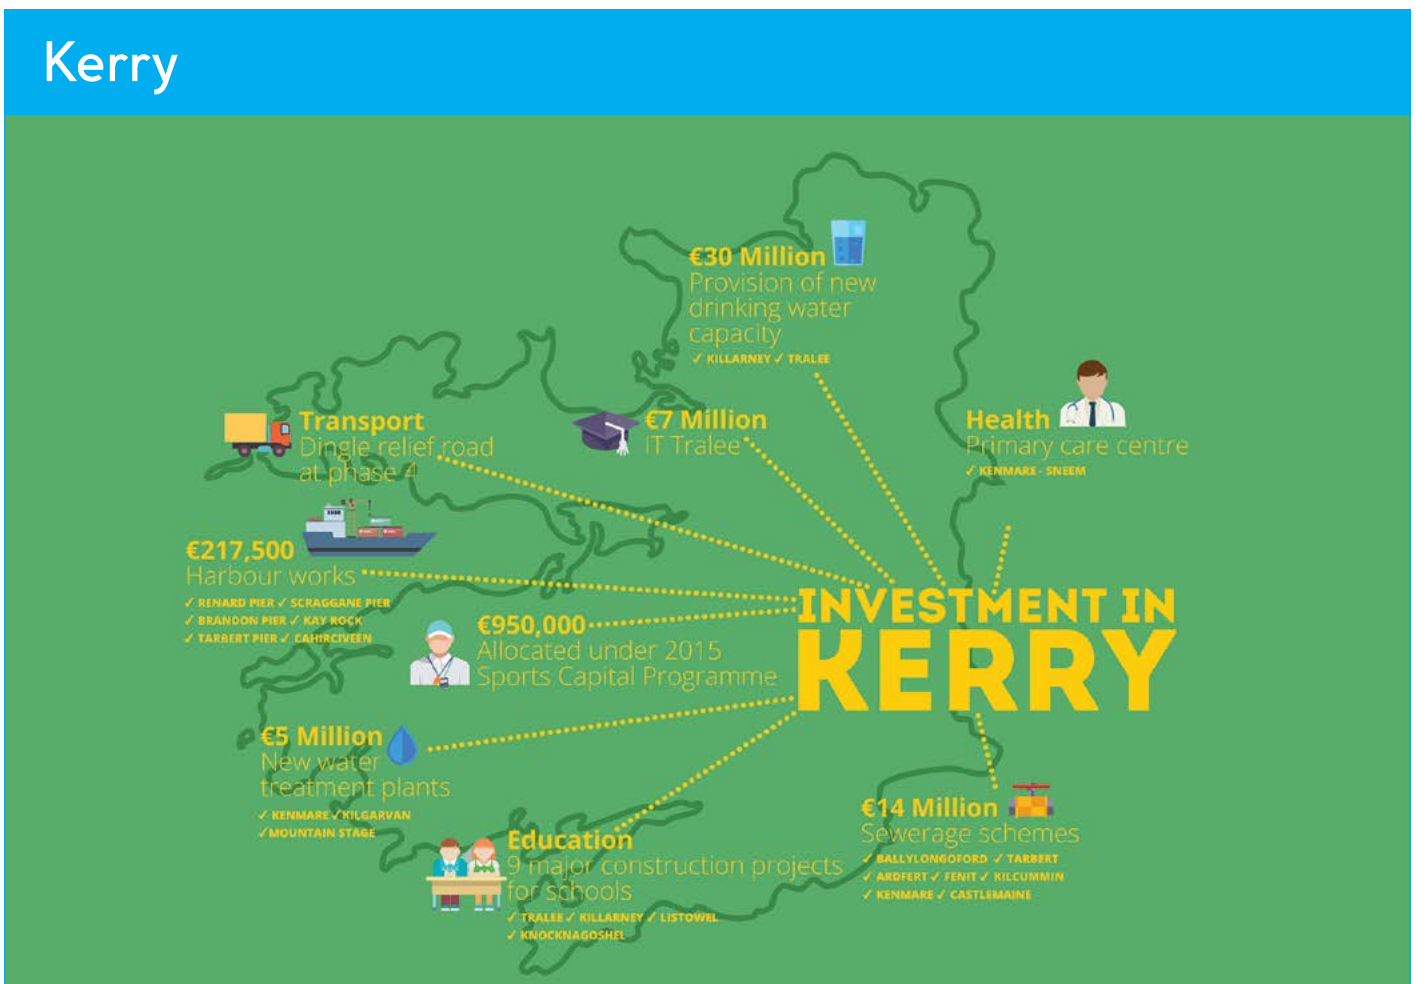 Kerry
€30 Million
Provision of new
drinking water
capacity
✓ KILLARNEY ✓ TRALEE
Transport
Dingle relief road
at phase 4
€7 Million
IT Tralee
Health
Primary care centre
✓ KENMARE - SNEEM
€217,500
Harbour works
✓ RENARD PIER ✓ SCRAGGANE PIER
✓ BRANDON PIER ✓ KAY ROCK
✓ TARBERT PIER ✓ CAHIRCIVEEN
€950,000
Allocated under 2015
Sports Capital Programme
INVESTMENT IN
KERRY
€5 Million
New water
treatment plants
✓ KENMARE ✓KILGARVAN
✓MOUNTAIN STAGE
€14 Million
Sewerage schemes
✓ BALLYLONGOFORD ✓ TARBERT
✓ ARDFERT ✓ FENIT ✓ KILCUMMIN
✓ KENMARE ✓ CASTLEMAINE
Education
9 major construction projects
for schools
✓ TRALEE ✓ KILLARNEY ✓ LISTOWEL
✓ KNOCKNAGOSHEL